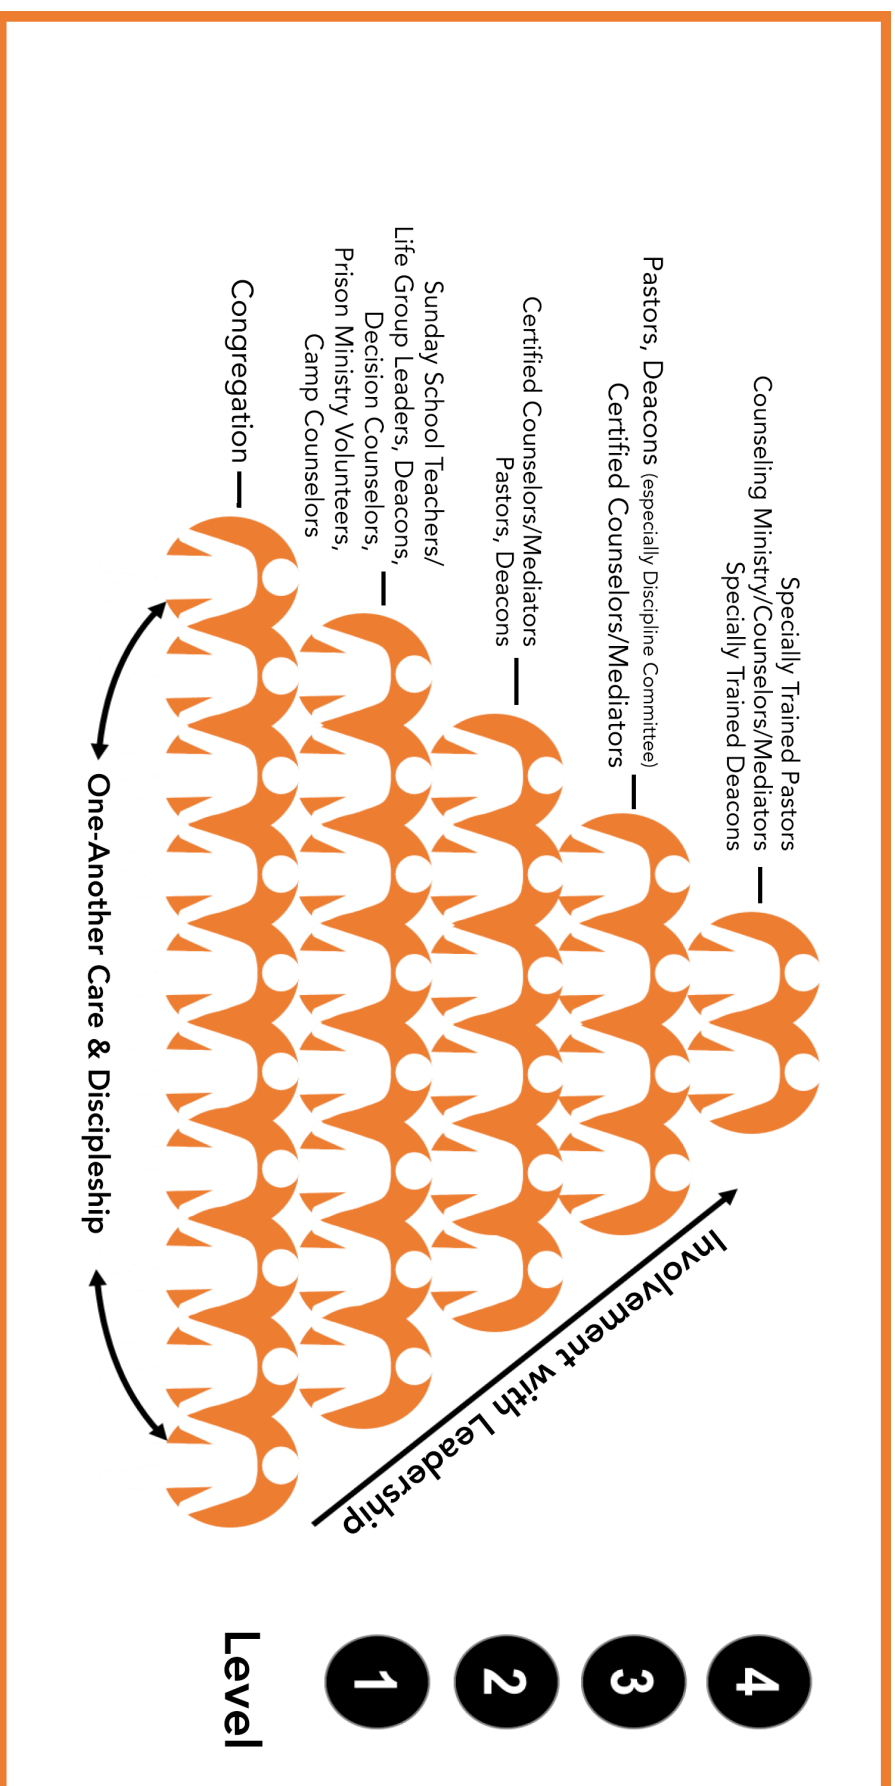 Specially Trained Pastors
Counseling Ministry/Counselors/Mediators
Specially Trained Deacons
4
Pastors, Deacons (especially Discipline Committee)
Certified Counselors/Mediators
3
Certified Counselors/Mediators
Pastors, Deacons
2
Sunday School Teachers/
Life Group Leaders, Deacons,
Decision Counselors,
Prison Ministry Volunteers,
Camp Counselors
1
Congregation
Level
Involvement with Leadership
One-Another Care & Discipleship